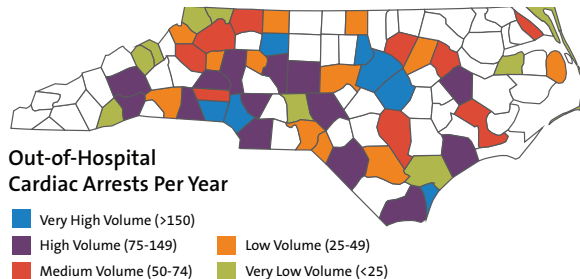 Out-of-Hospital
Cardiac Arrests Per Year
Very High Volume (>150)
High Volume (75-149)
Low Volume (25-49)
Medium Volume (50-74)
Very Low Volume (<25)